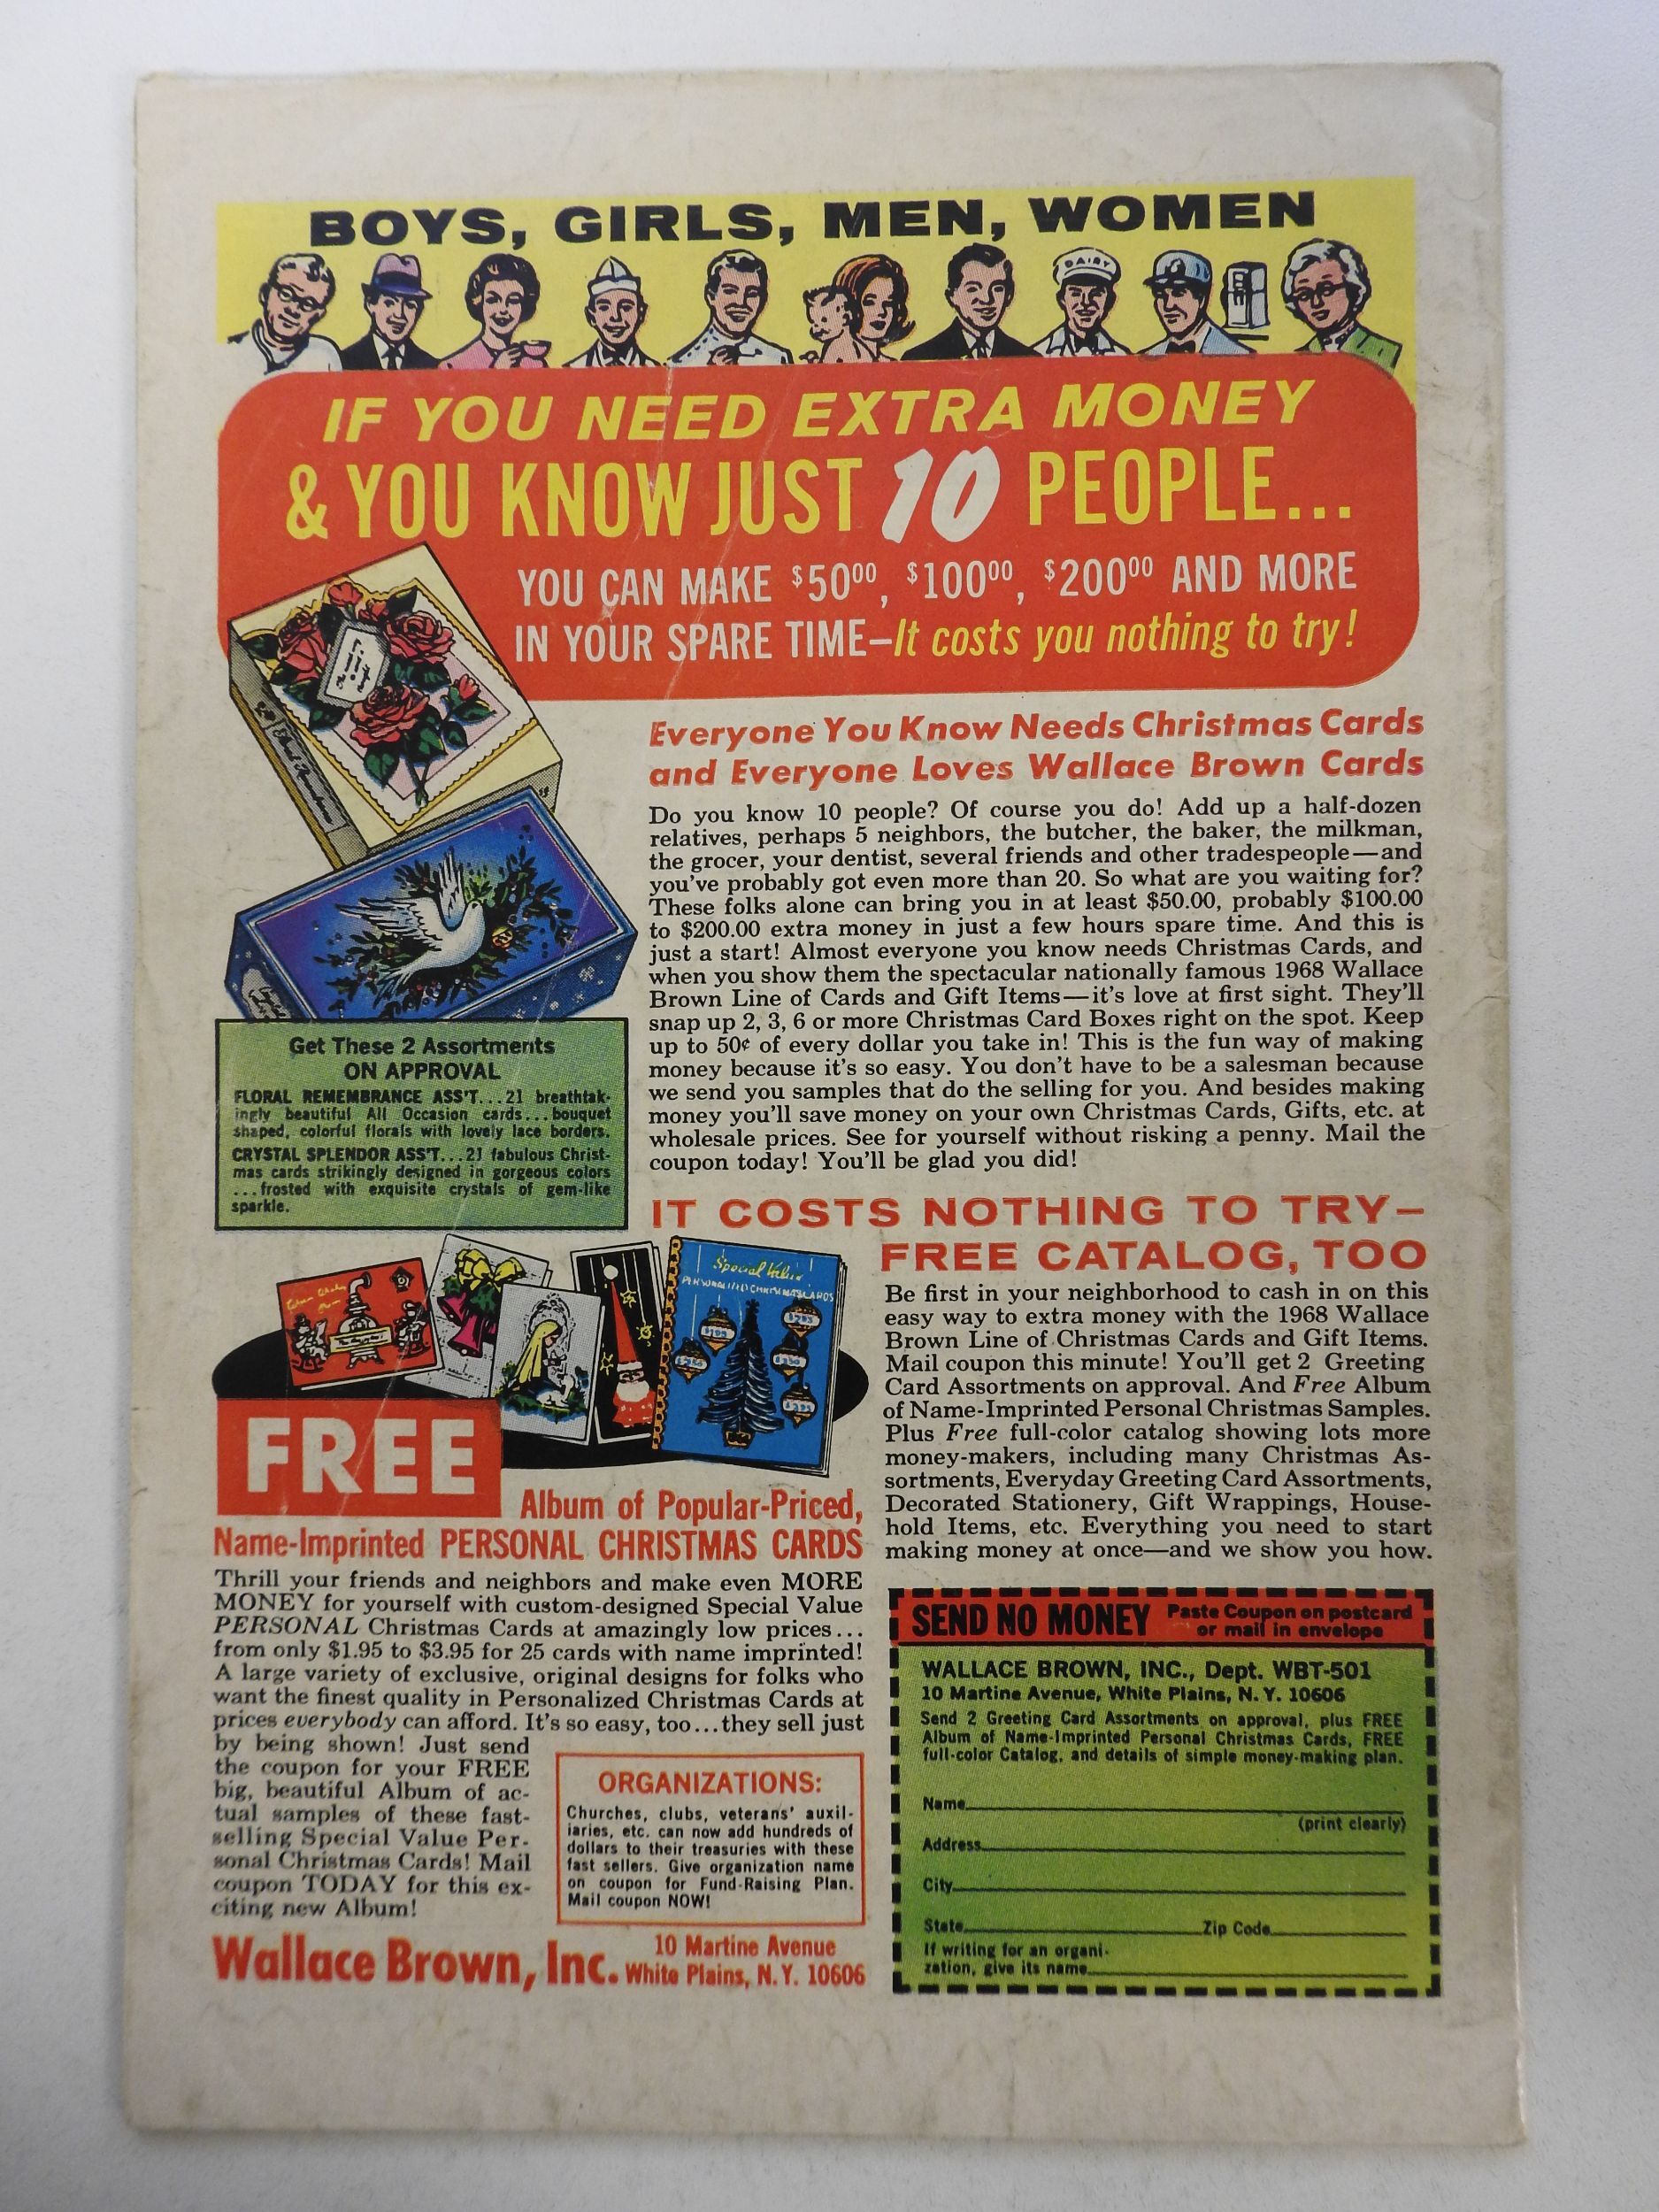 BOYS, GIRLS, MEN, WOMEN
DAIRY
IF YOU NEED EXTRA MONEY
& YOU KNOW JUST 10 PEOPLE...
YOU CAN MAKE $50⁰⁰, $100⁰⁰, $200⁰⁰ AND MORE
IN YOUR SPARE TIME—It costs you nothing to try!
Everyone You Know Needs Christmas Cards
and Everyone Loves Wallace Brown Cards
Do you know 10 people? Of course you do! Add up a half-dozen
relatives, perhaps 5 neighbors, the butcher, the baker, the milkman,
the grocer, your dentist, several friends and other tradespeople—and
you've probably got even more than 20. So what are you waiting for?
These folks alone can bring you in at least $50.00, probably $100.00
to $200.00 extra money in just a few hours spare time. And this is
just a start! Almost everyone you know needs Christmas Cards, and
when you show them the spectacular nationally famous 1968 Wallace
Brown Line of Cards and Gift Items—it's love at first sight. They'll
snap up 2, 3, 6 or more Christmas Card Boxes right on the spot. Keep
up to 50¢ of every dollar you take in! This is the fun way of making
money because it's so easy. You don't have to be a salesman because
we send you samples that do the selling for you. And besides making
money you'll save money on your own Christmas Cards, Gifts, etc. at
wholesale prices. See for yourself without risking a penny. Mail the
coupon today! You'll be glad you did!
Get These 2 Assortments
ON APPROVAL
FLORAL REMEMBRANCE ASS'T...21 breathtak-
ingly beautiful All Occasion cards...bouquet
shaped, colorful florals with lovely lace borders.
CRYSTAL SPLENDOR ASS'T...21 fabulous Christ-
mas cards strikingly designed in gorgeous colors
...frosted with exquisite crystals of gem-like
sparkle.
IT COSTS NOTHING TO TRY—
FREE CATALOG, TOO
Be first in your neighborhood to cash in on this
easy way to extra money with the 1968 Wallace
Brown Line of Christmas Cards and Gift Items.
Mail coupon this minute! You'll get 2 Greeting
Card Assortments on approval. And Free Album
of Name-Imprinted Personal Christmas Samples.
Plus Free full-color catalog showing lots more
money-makers, including many Christmas As-
sortments, Everyday Greeting Card Assortments,
Decorated Stationery, Gift Wrappings, House-
hold Items, etc. Everything you need to start
making money at once—and we show you how.
Special Value
PERSONALIZED CHRISTMAS CARDS
FREE
Album of Popular-Priced,
Name-Imprinted PERSONAL CHRISTMAS CARDS
Thrill your friends and neighbors and make even MORE
MONEY for yourself with custom-designed Special Value
PERSONAL Christmas Cards at amazingly low prices...
from only $1.95 to $3.95 for 25 cards with name imprinted!
A large variety of exclusive, original designs for folks who
want the finest quality in Personalized Christmas Cards at
prices everybody can afford. It's so easy, too...they sell just
by being shown! Just send
the coupon for your FREE
big, beautiful Album of ac-
tual samples of these fast-
selling Special Value Per-
sonal Christmas Cards! Mail
coupon TODAY for this ex-
citing new Album!
ORGANIZATIONS:
Churches, clubs, veterans' auxil-
iaries, etc. can now add hundreds of
dollars to their treasuries with these
fast sellers. Give organization name
on coupon for Fund-Raising Plan.
Mail coupon NOW!
Wallace Brown, Inc. 10 Martine Avenue
White Plains, N.Y. 10606
SEND NO MONEY Paste Coupon on postcard
or mail in envelope
WALLACE BROWN, INC., Dept. WBT-501
10 Martine Avenue, White Plains, N.Y. 10606
Send 2 Greeting Card Assortments on approval, plus FREE
Album of Name-Imprinted Personal Christmas Cards, FREE
full-color Catalog, and details of simple money-making plan.
Name
(print clearly)
Address
City
State Zip Code
If writing for an organi-
zation, give its name